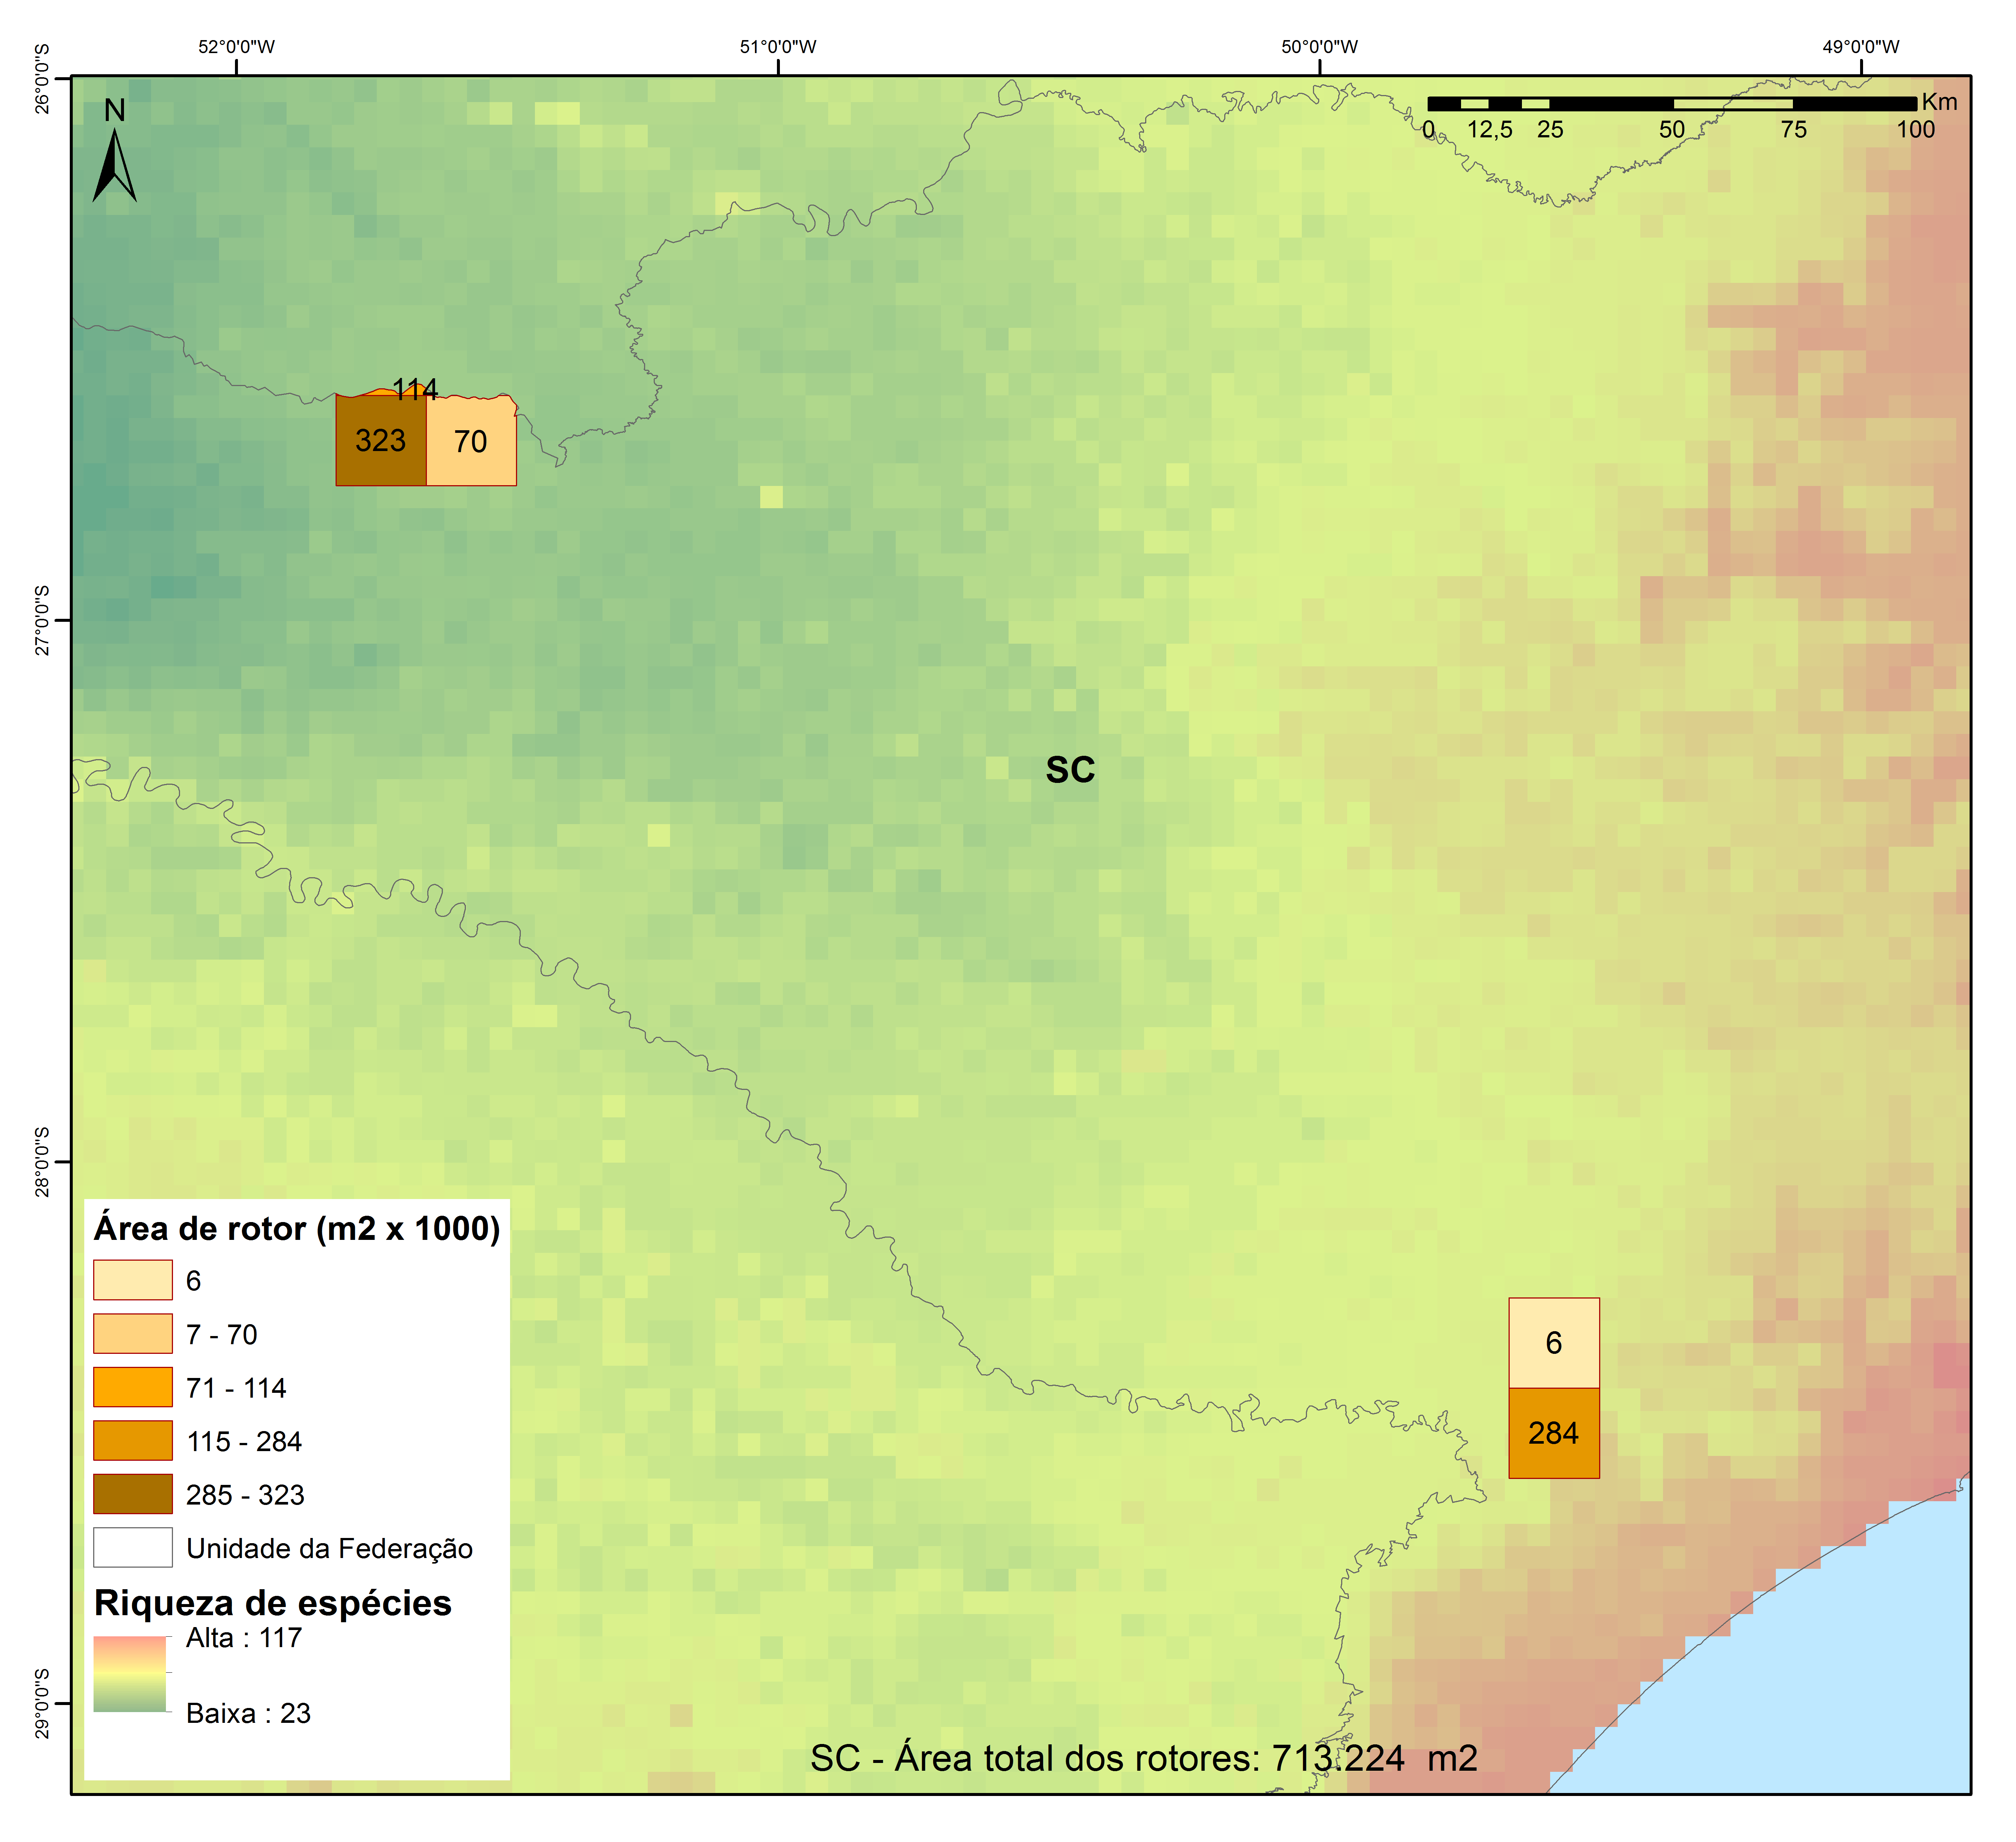 52°0'0"W
51°0'0"W
50°0'0"W
49°0'0"W
26°0'0"S
27°0'0"S
28°0'0"S
29°0'0"S
N
Km
0 12,5 25 50 75 100
114
323 70
SC
6
284
Área de rotor (m2 x 1000)
6
7 - 70
71 - 114
115 - 284
285 - 323
Unidade da Federação
Riqueza de espécies
Alta : 117
Baixa : 23
SC - Área total dos rotores: 713.224 m2